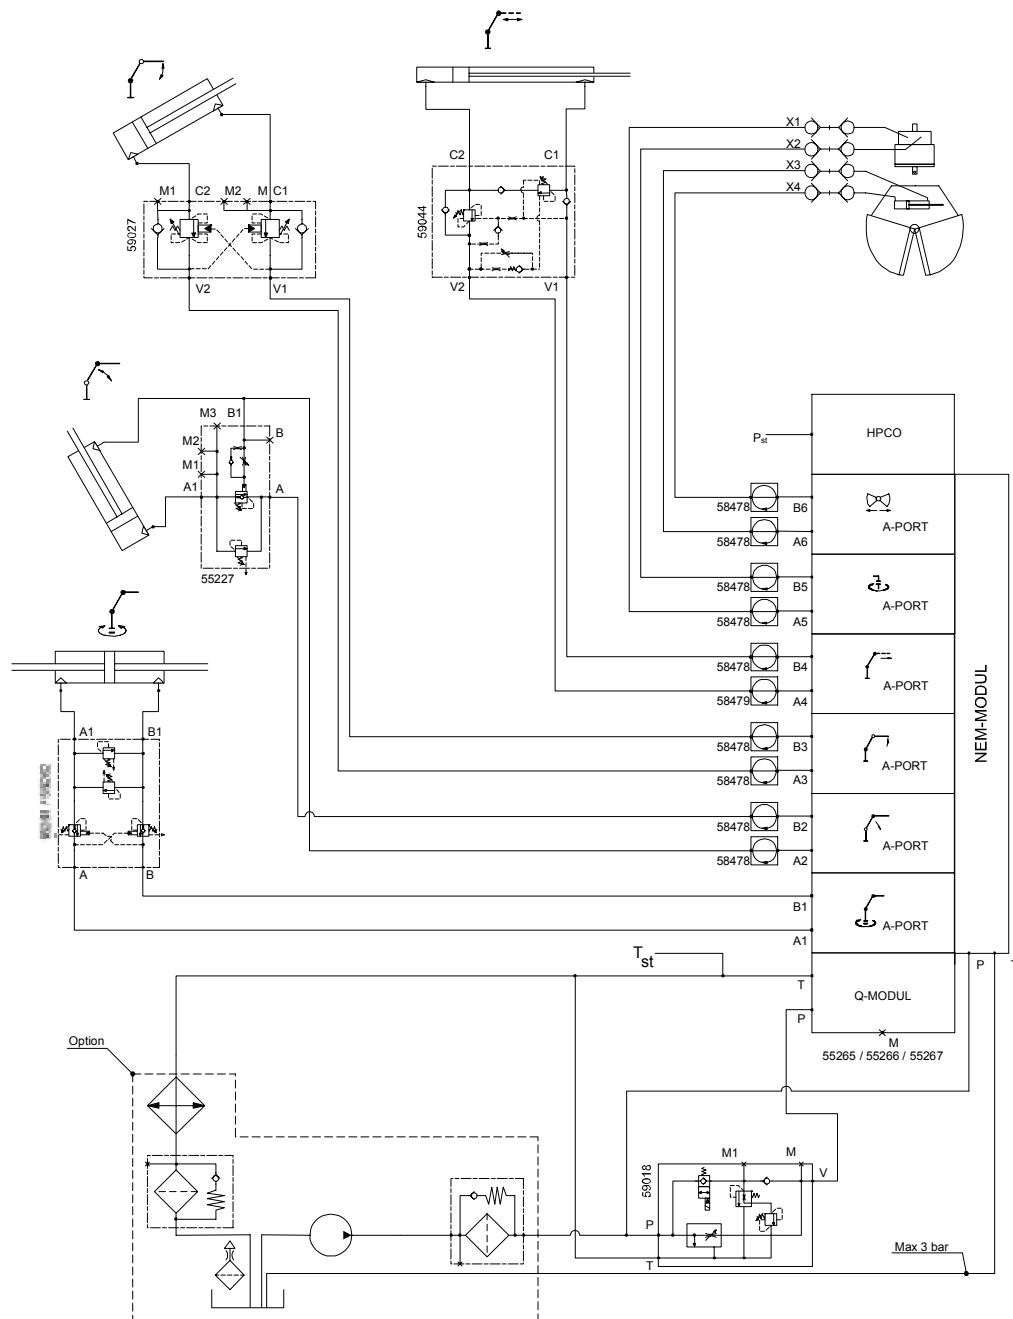 X1
X2
X3
X4
C2
C1
59044
V2
V1
M1
C2
M2
M
C1
59027
V2
V1
M3
B1
M2
B
M1
A1
A
55227
HPCO
Pst
A-PORT
58478
B6
58478
A6
A-PORT
58478
B5
58478
A5
A-PORT
58478
B4
58479
A4
A-PORT
58478
B3
58478
A3
A-PORT
58478
B2
58478
A2
A-PORT
B1
A1
NEM-MODUL
A1
B1
A
B
Tst
T
P
Q-MODUL
P
M
55265 / 55266 / 55267
Option
M1
M
V
59018
P
T
Max 3 bar